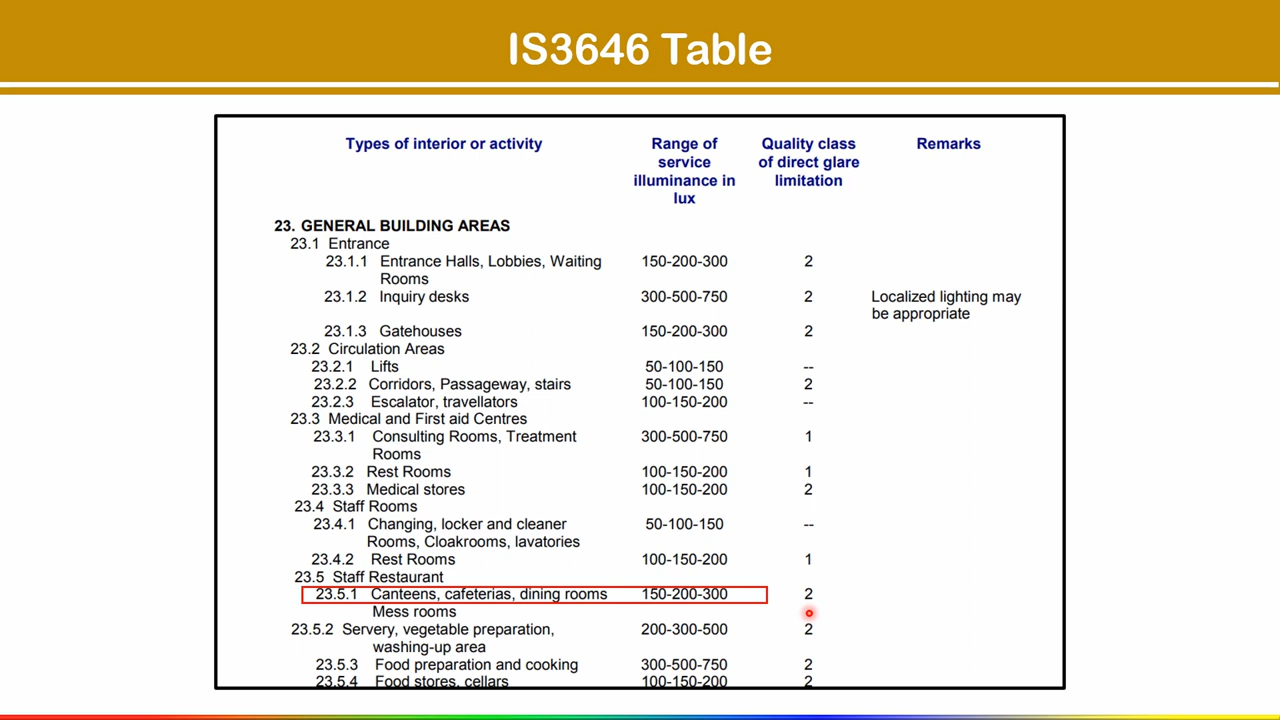 IS3646 Table
Types of interior or activity Range of service illuminance in lux Quality class of direct glare limitation Remarks
23. GENERAL BUILDING AREAS
23.1 Entrance
23.1.1 Entrance Halls, Lobbies, Waiting 150-200-300 2
Rooms
23.1.2 Inquiry desks 300-500-750 2 Localized lighting may
be appropriate
23.1.3 Gatehouses 150-200-300 2
23.2 Circulation Areas
23.2.1 Lifts 50-100-150 --
23.2.2 Corridors, Passageway, stairs 50-100-150 2
23.2.3 Escalator, travellators 100-150-200 --
23.3 Medical and First aid Centres
23.3.1 Consulting Rooms, Treatment 300-500-750 1
Rooms
23.3.2 Rest Rooms 100-150-200 1
23.3.3 Medical stores 100-150-200 2
23.4 Staff Rooms
23.4.1 Changing, locker and cleaner 50-100-150 --
Rooms, Cloakrooms, lavatories
23.4.2 Rest Rooms 100-150-200 1
23.5 Staff Restaurant
23.5.1 Canteens, cafeterias, dining rooms 150-200-300 2
Mess rooms
23.5.2 Servery, vegetable preparation, 200-300-500 2
washing-up area
23.5.3 Food preparation and cooking 300-500-750 2
23.5.4 Food stores, cellars 100-150-200 2